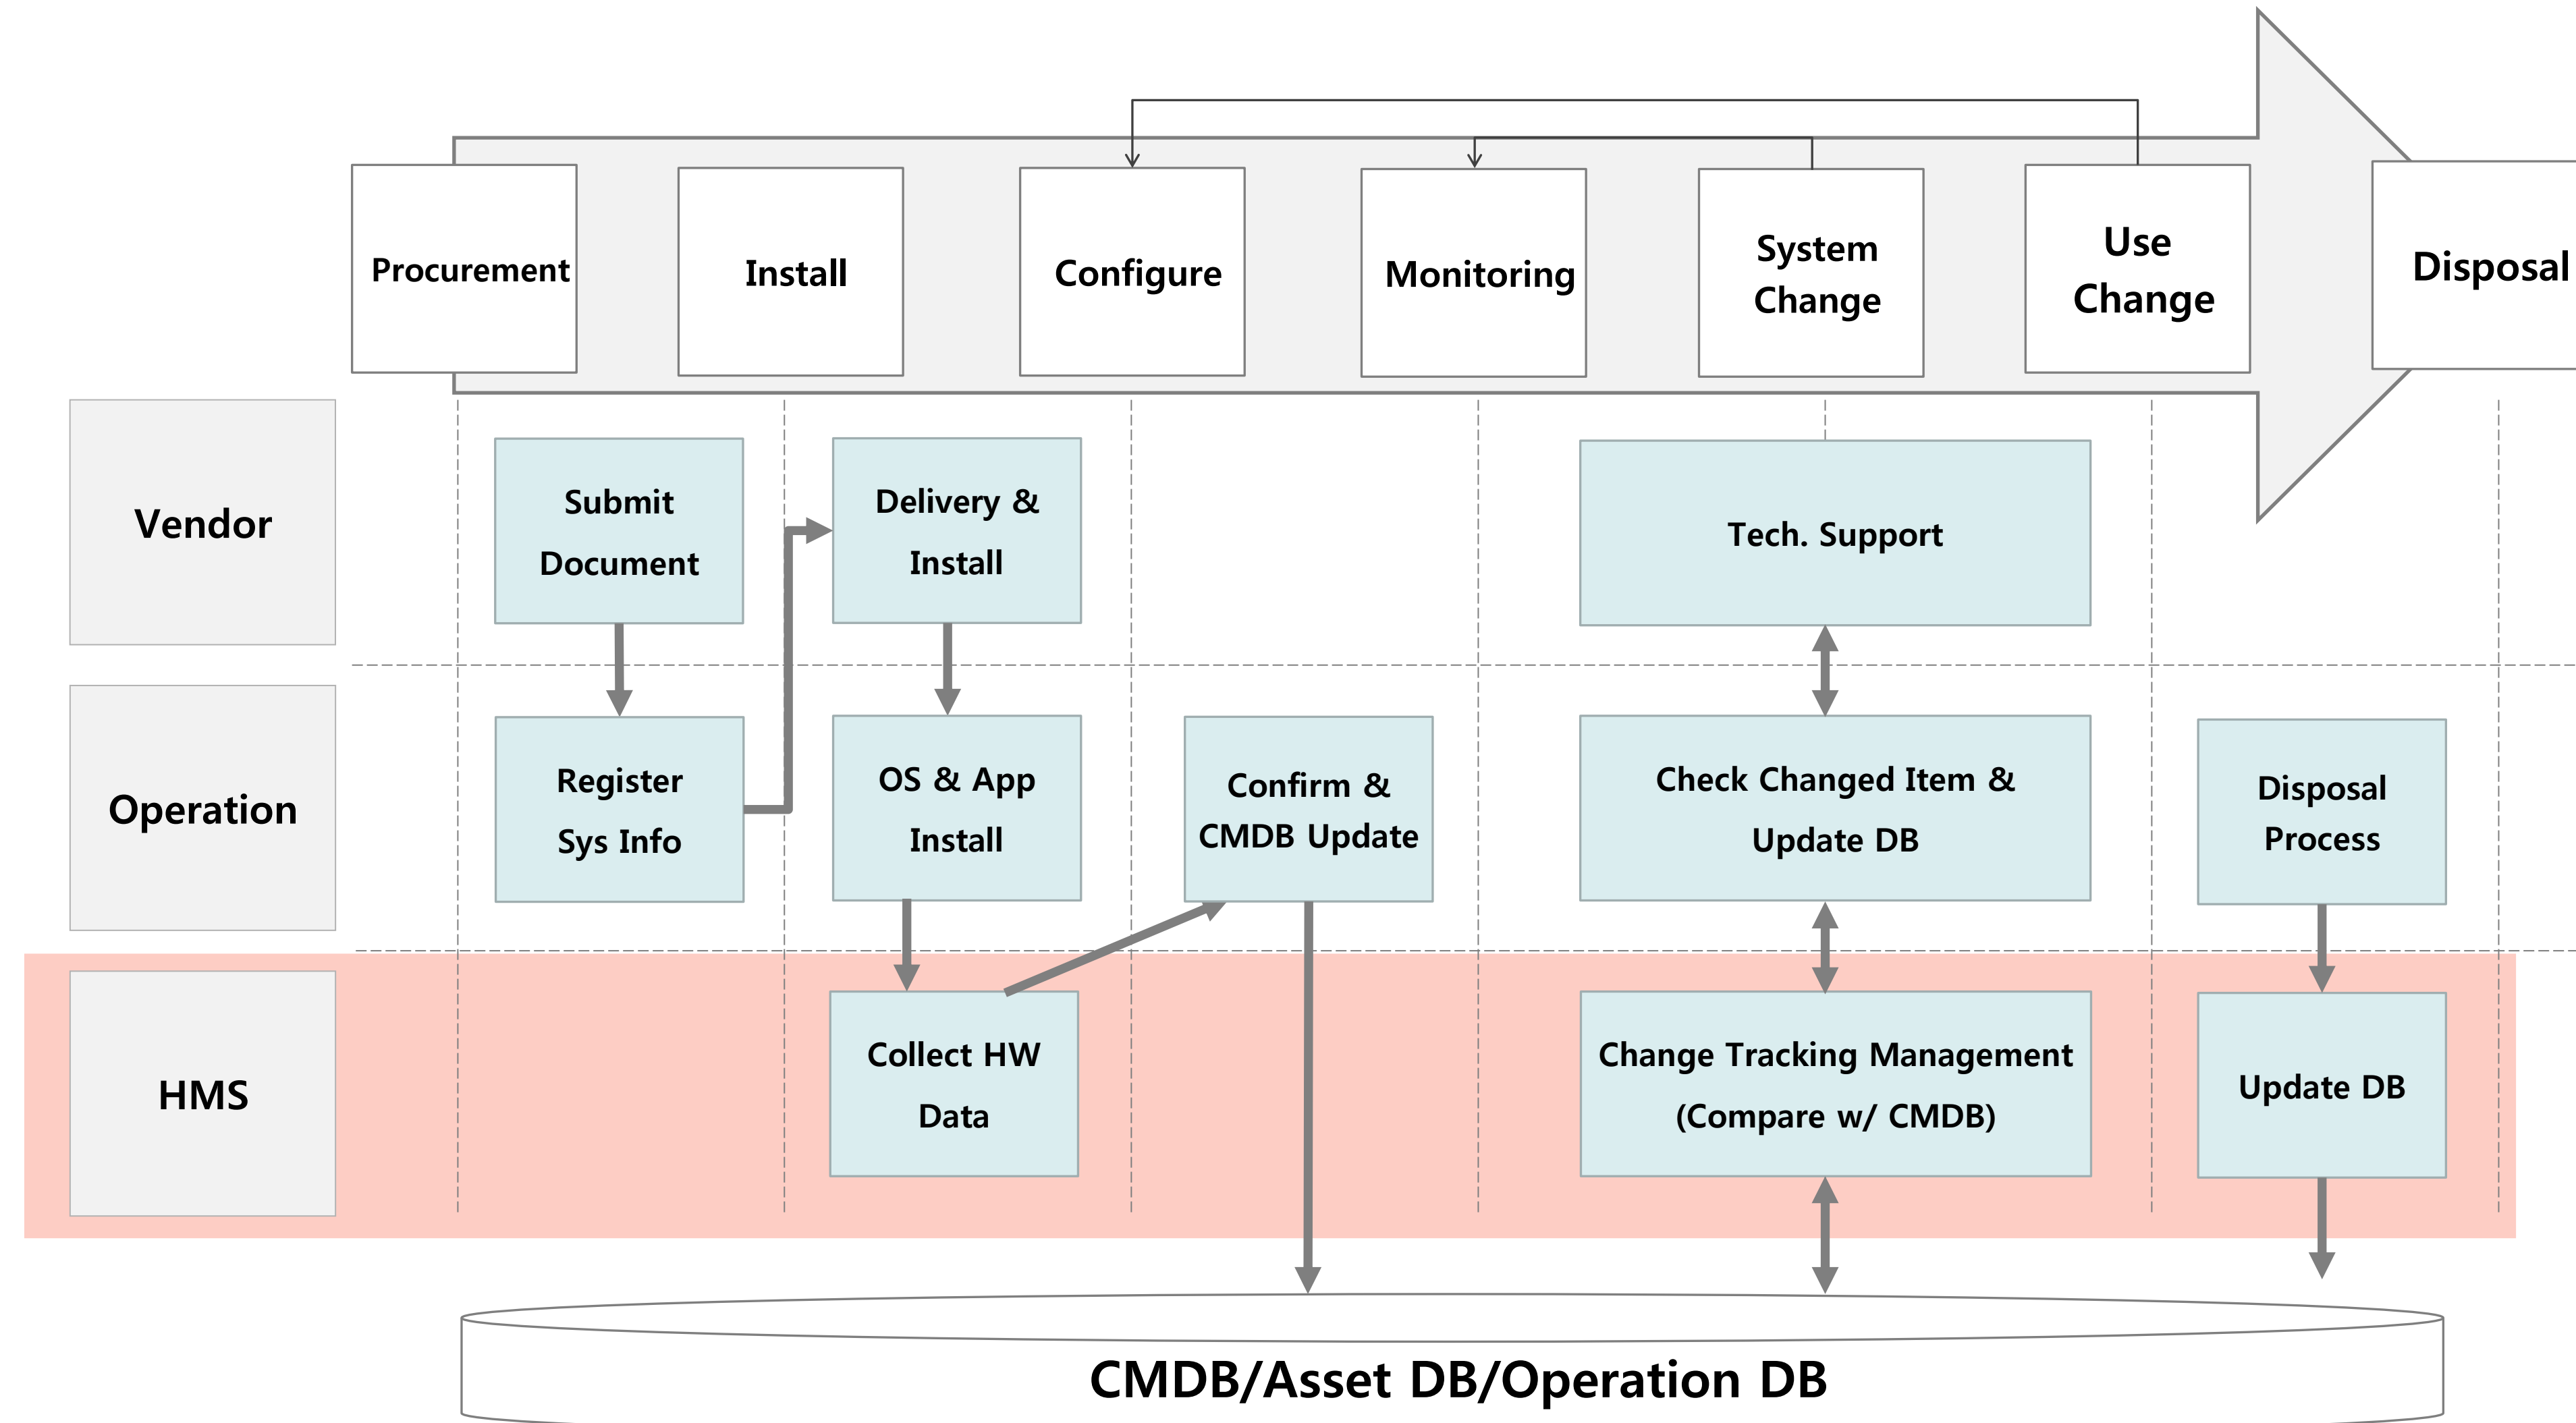 Procurement
Install
Configure
Monitoring
System
Change
Use
Change
Disposal
Vendor
Submit
Document
Delivery &
Install
Tech. Support
Operation
Register
Sys Info
OS & App
Install
Confirm &
CMDB Update
Check Changed Item &
Update DB
Disposal
Process
HMS
Collect HW
Data
Change Tracking Management
(Compare w/ CMDB)
Update DB
CMDB/Asset DB/Operation DB